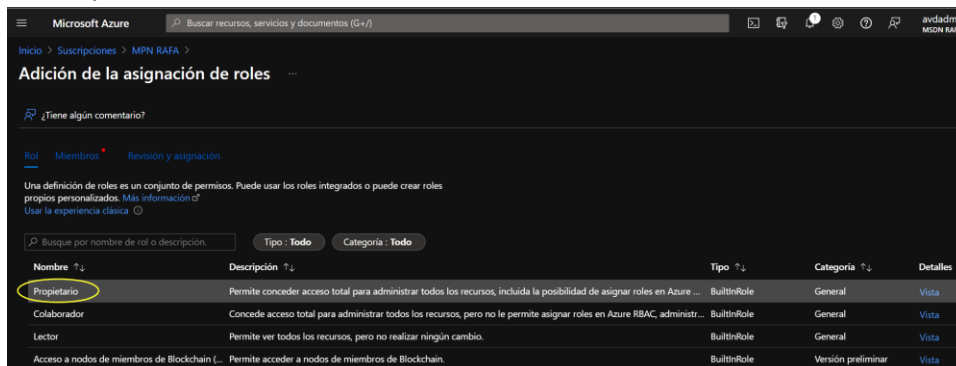 Microsoft Azure
Buscar recursos, servicios y documentos (G+/)
avdadm
MSDN RA
Inicio > Suscripciones > MPN RAFA >
Adición de la asignación de roles ...
¿Tiene algún comentario?
Rol Miembros Revisión y asignación
Una definición de roles es un conjunto de permisos. Puede usar los roles integrados o puede crear roles
propios personalizados. Más información
Usar la experiencia clásica
Busque por nombre de rol o descripción. Tipo : Todo Categoría : Todo
Nombre ↑↓ Descripción ↑↓ Tipo ↑↓ Categoría ↑↓ Detalles
Propietario Permite conceder acceso total para administrar todos los recursos, incluida la posibilidad de asignar roles en Azure ... BuiltInRole General Vista
Colaborador Concede acceso total para administrar todos los recursos, pero no le permite asignar roles en Azure RBAC, administr... BuiltInRole General Vista
Lector Permite ver todos los recursos, pero no realizar ningún cambio. BuiltInRole General Vista
Acceso a nodos de miembros de Blockchain (... Permite acceder a nodos de miembros de Blockchain. BuiltInRole Versión preliminar Vista